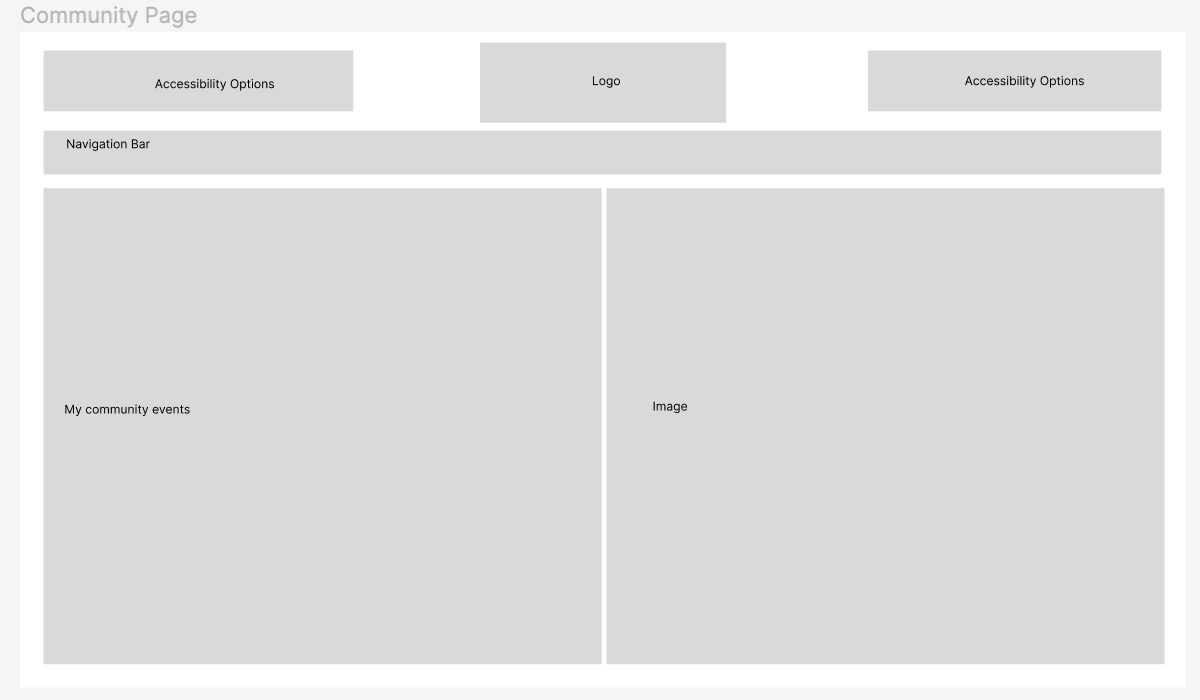 Community Page
Accessibility Options
Logo
Accessibility Options
Navigation Bar
My community events
Image